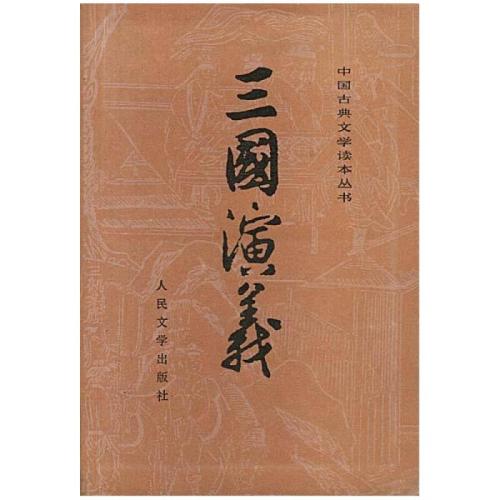 中国古典文学读本丛书
三國演義
人民文学出版社